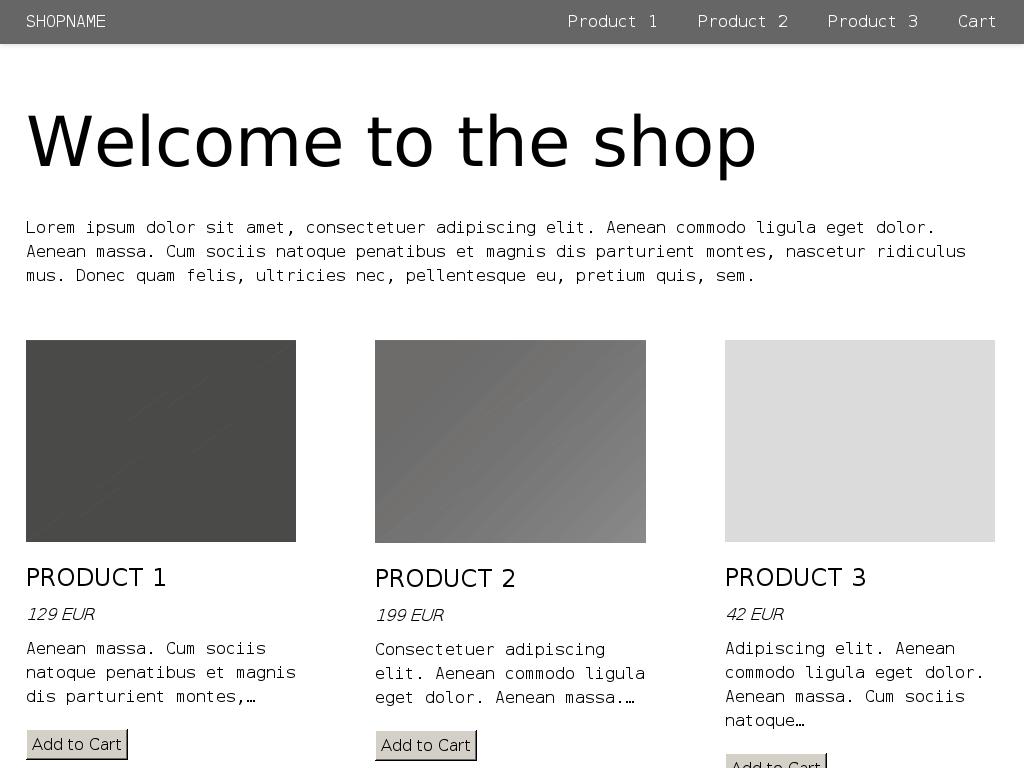 SHOPNAME Product 1 Product 2 Product 3 Cart
Welcome to the shop
Lorem ipsum dolor sit amet, consectetuer adipiscing elit. Aenean commodo ligula eget dolor.
Aenean massa. Cum sociis natoque penatibus et magnis dis parturient montes, nascetur ridiculus
mus. Donec quam felis, ultricies nec, pellentesque eu, pretium quis, sem.
PRODUCT 1
129 EUR
Aenean massa. Cum sociis
natoque penatibus et magnis
dis parturient montes,…
Add to Cart
PRODUCT 2
199 EUR
Consectetuer adipiscing
elit. Aenean commodo ligula
eget dolor. Aenean massa.…
Add to Cart
PRODUCT 3
42 EUR
Adipiscing elit. Aenean
commodo ligula eget dolor.
Aenean massa. Cum sociis
natoque…
Add to Cart